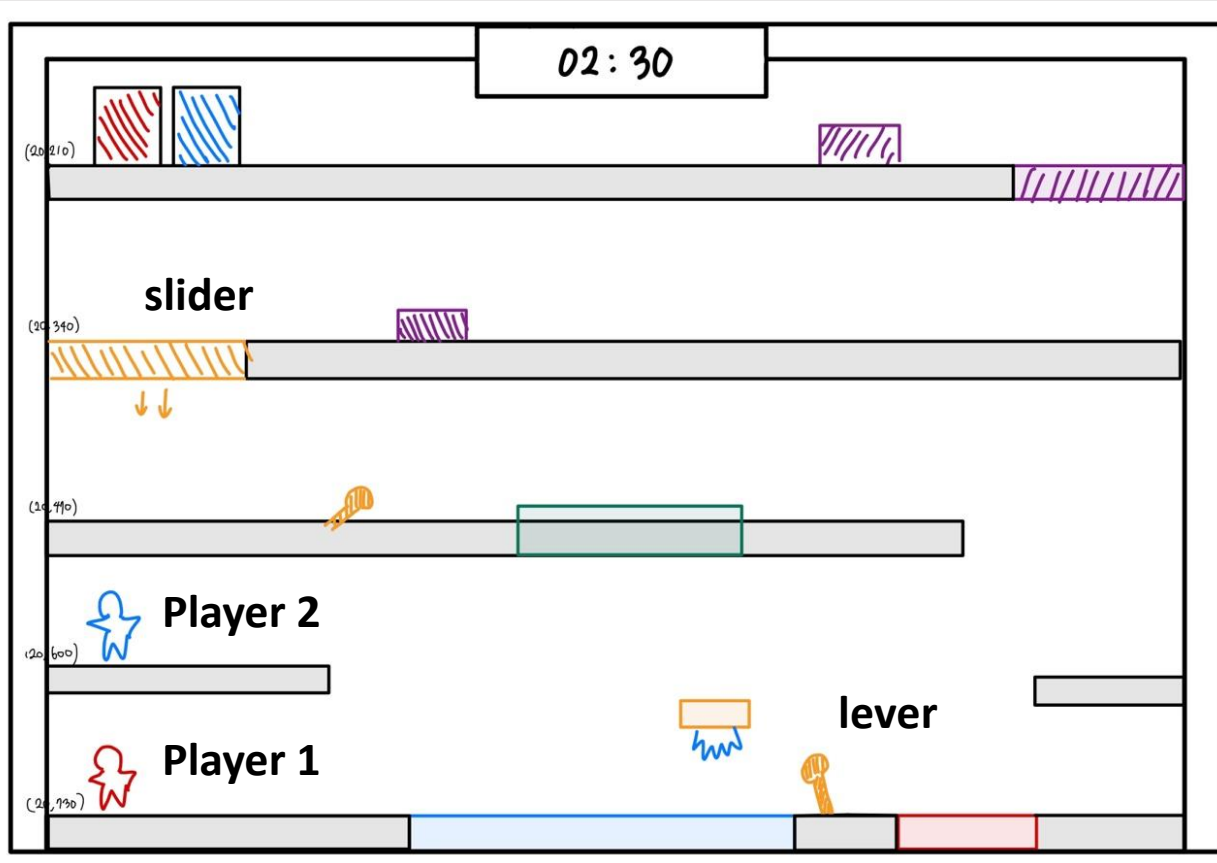 02:30
(20,210)
slider
(20,340)
(20,490)
Player 2
(20,600)
lever
Player 1
(20,730)